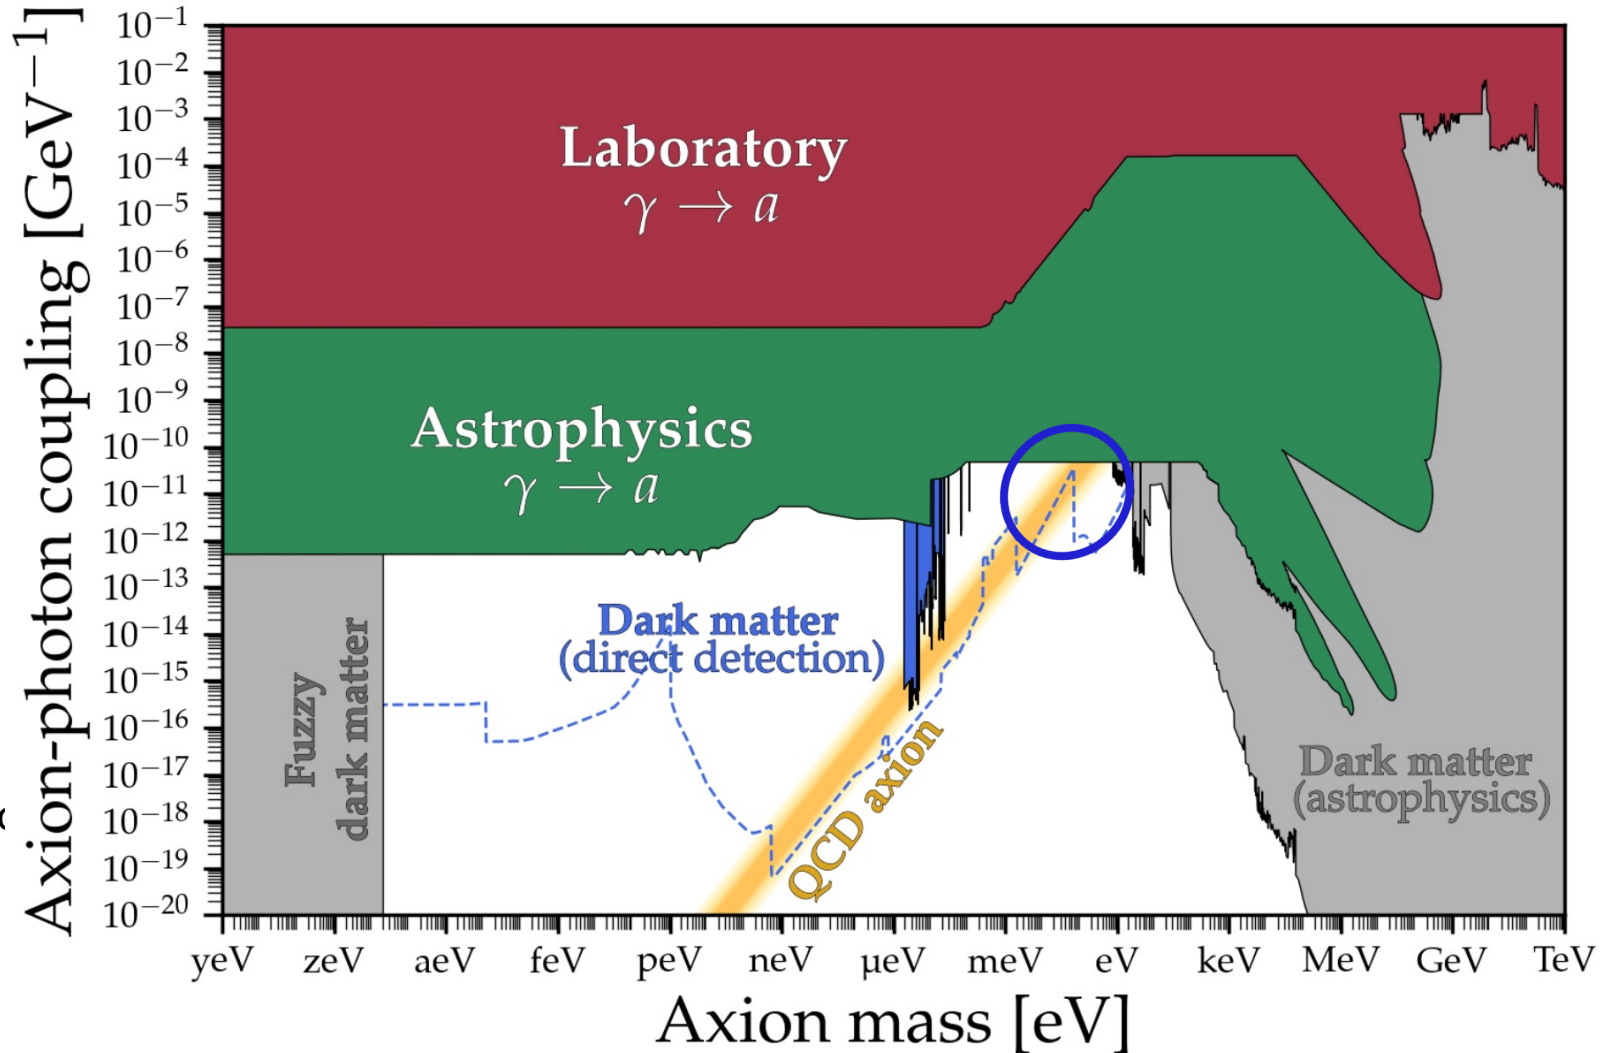 Axion-photon coupling [GeV⁻¹]
10⁻¹
10⁻²
10⁻³
10⁻⁴
10⁻⁵
10⁻⁶
10⁻⁷
10⁻⁸
10⁻⁹
10⁻¹⁰
10⁻¹¹
10⁻¹²
10⁻¹³
10⁻¹⁴
10⁻¹⁵
10⁻¹⁶
10⁻¹⁷
10⁻¹⁸
10⁻¹⁹
10⁻²⁰
Laboratory
γ → a
Astrophysics
γ → a
Dark matter
(direct detection)
Fuzzy
dark matter
QCD axion
Dark matter
(astrophysics)
yeV zeV aeV feV peV neV μeV meV eV keV MeV GeV TeV
Axion mass [eV]